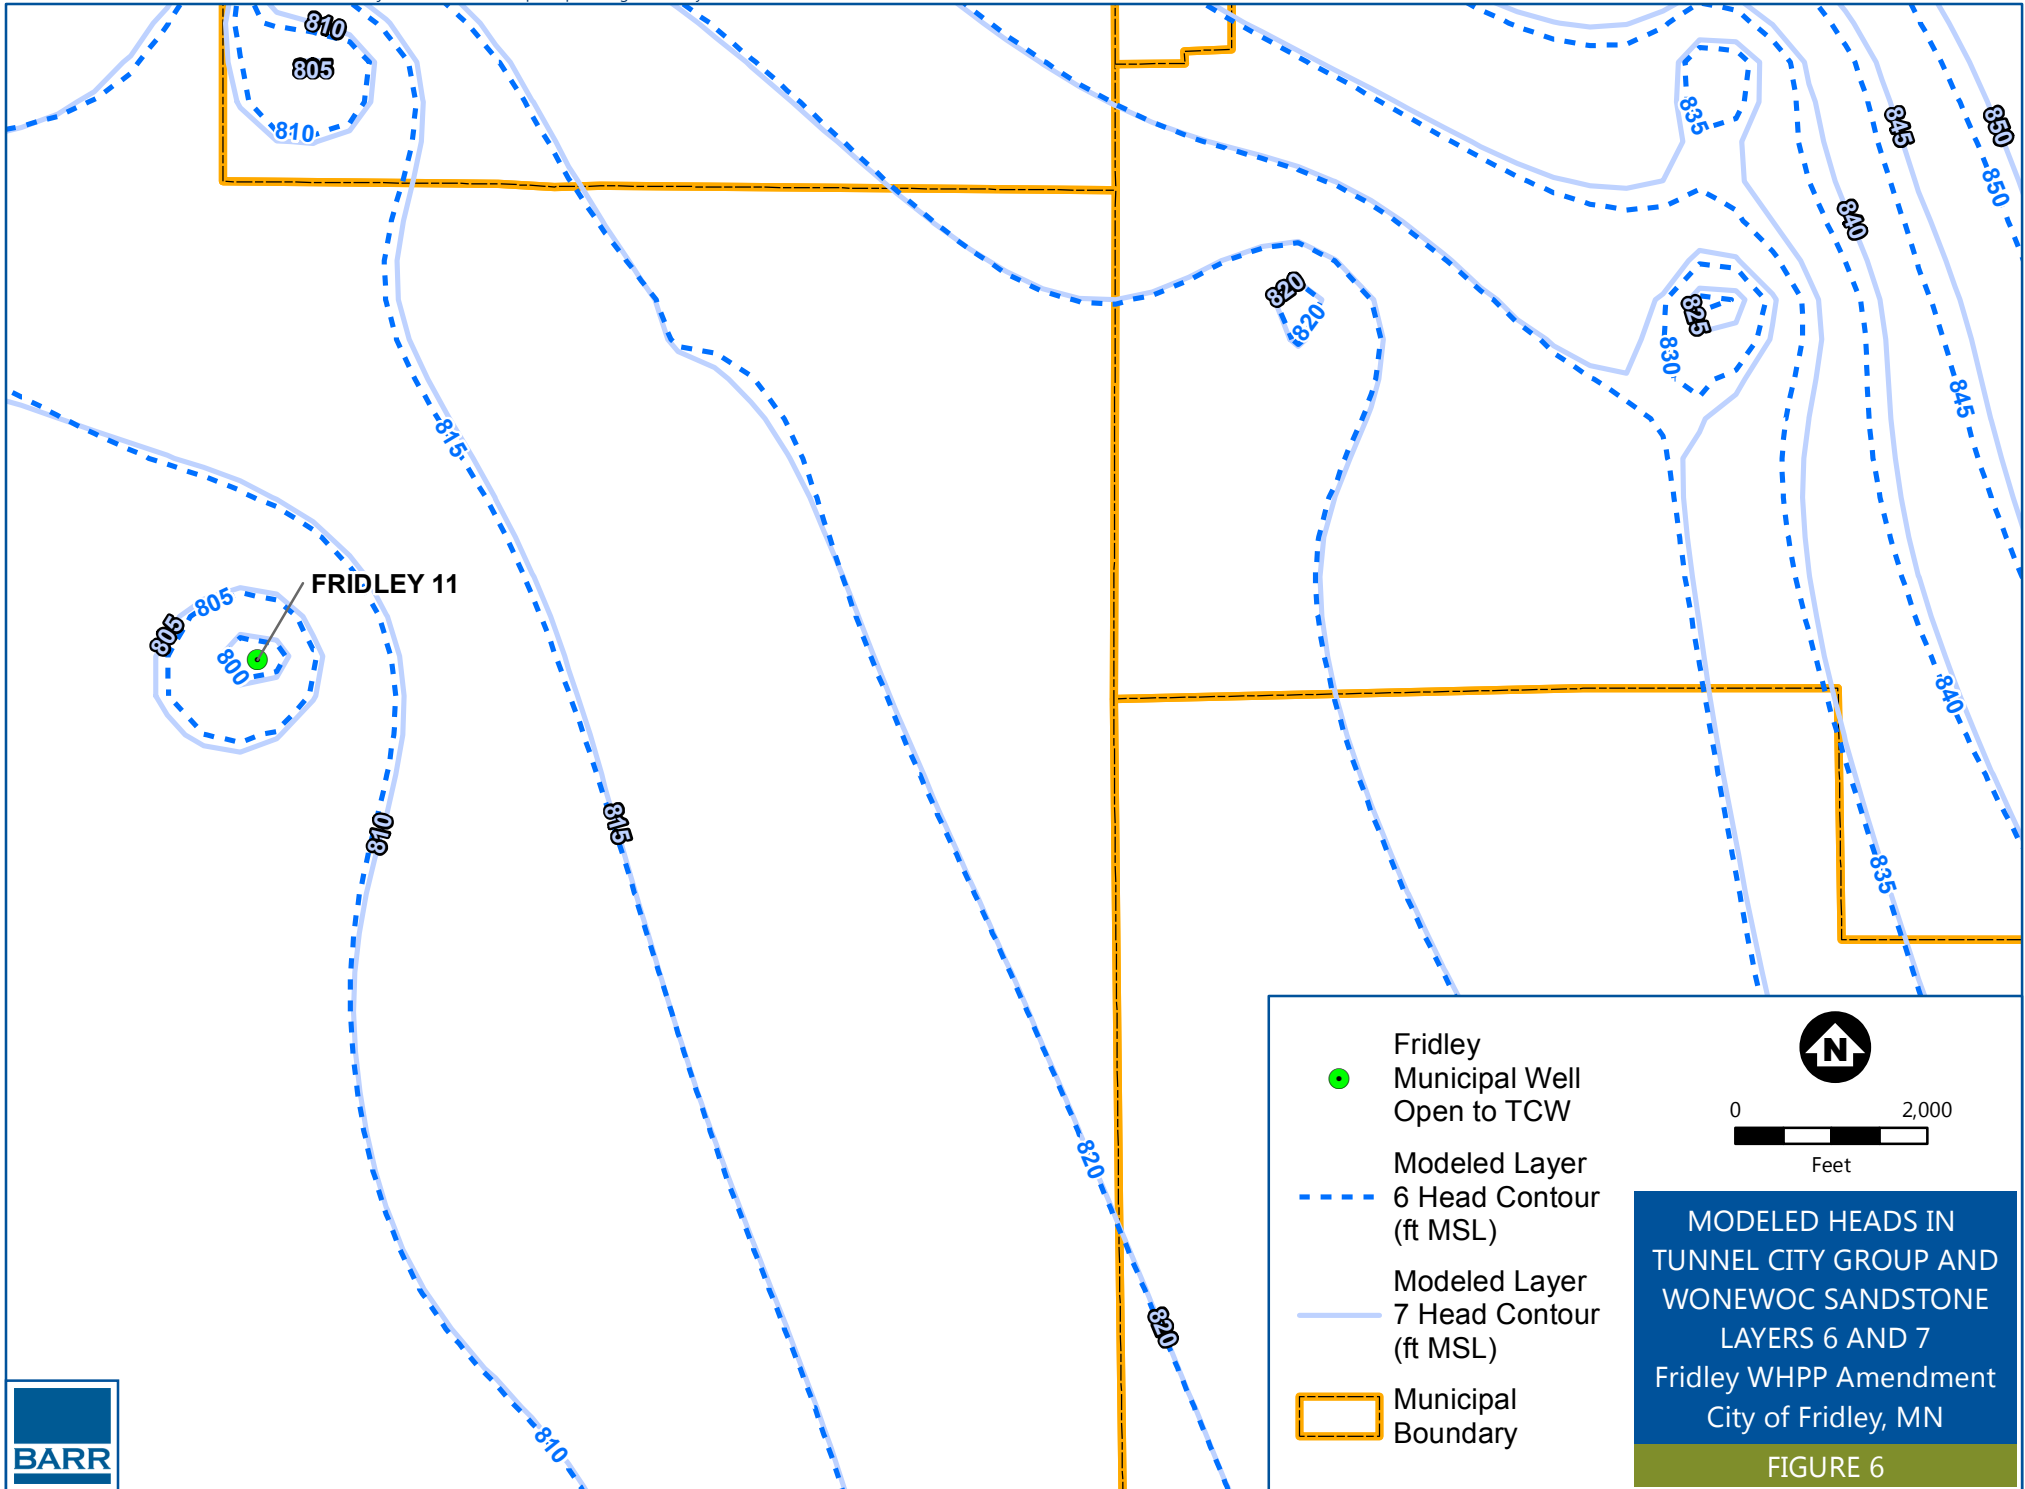 810
805
810
835
845
850
850
840
820
820
825
830
845
815
FRIDLEY 11
805
805
800
840
810
815
835
820
820
810
Fridley
Municipal Well
Open to TCW
Modeled Layer
6 Head Contour
(ft MSL)
Modeled Layer
7 Head Contour
(ft MSL)
Municipal
Boundary
N
0 2,000
Feet
MODELED HEADS IN
TUNNEL CITY GROUP AND
WONEWOC SANDSTONE
LAYERS 6 AND 7
Fridley WHPP Amendment
City of Fridley, MN
FIGURE 6
BARR